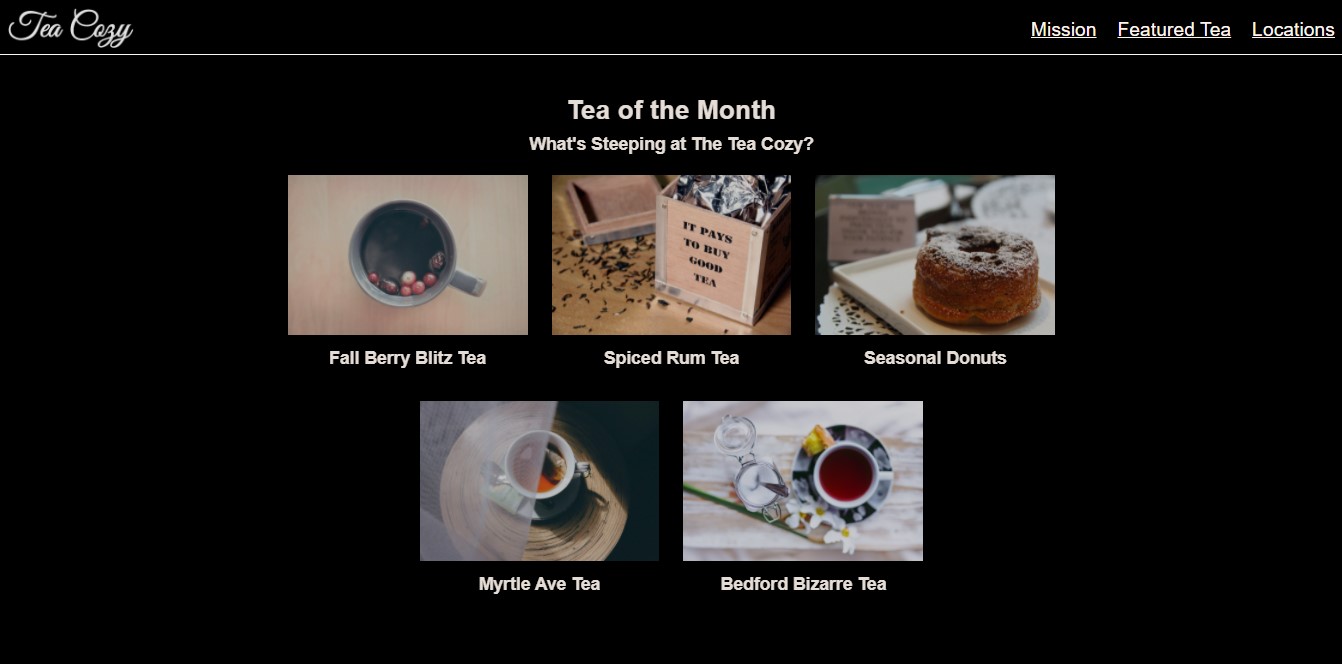 Tea Cozy
Mission Featured Tea Locations
Tea of the Month
What's Steeping at The Tea Cozy?
IT PAYS
TO BUY
GOOD
TEA
Fall Berry Blitz Tea
Spiced Rum Tea
Seasonal Donuts
Myrtle Ave Tea
Bedford Bizarre Tea